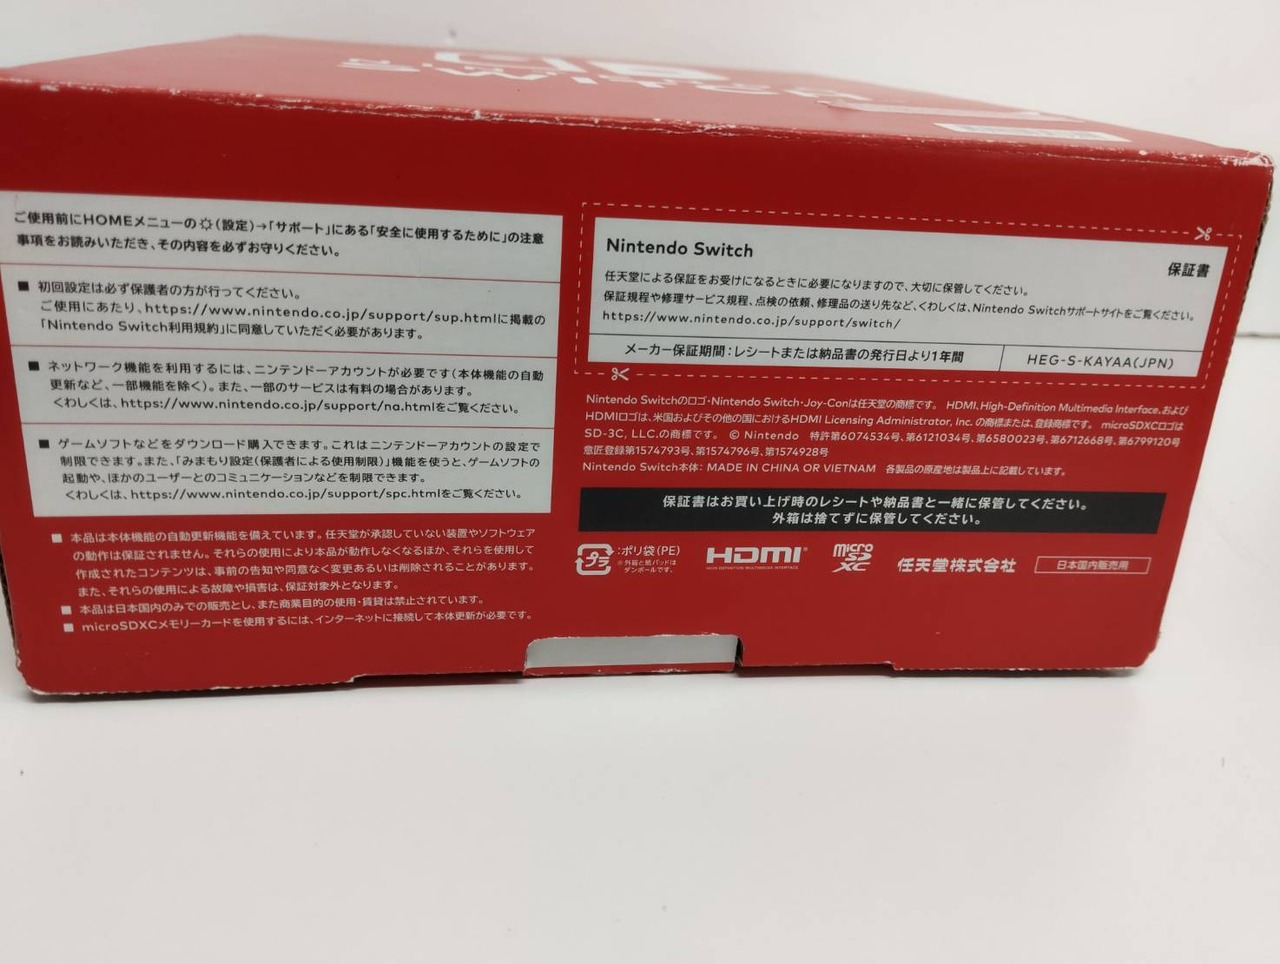 SWITCH
ご使用前にHOMEメニューの(設定)→「サポート」にある「安全に使用するために」の注意
事項をお読みいただき、その内容を必ずお守りください。
■ 初回設定は必ず保護者の方が行ってください。
ご使用にあたり、https://www.nintendo.co.jp/support/sup.htmlに掲載の
「Nintendo Switch利用規約」に同意していただく必要があります。
■ ネットワーク機能を利用するには、ニンテンドーアカウントが必要です(本体機能の自動
更新など、一部機能を除く)。また、一部のサービスは有料の場合があります。
くわしくは、https://www.nintendo.co.jp/support/na.htmlをご覧ください。
■ ゲームソフトなどをダウンロード購入できます。これはニンテンドーアカウントの設定で
制限できます。また、「みまもり設定(保護者による使用制限)」機能を使うと、ゲームソフトの
起動や、ほかのユーザーとのコミュニケーションなどを制限できます。
くわしくは、https://www.nintendo.co.jp/support/spc.htmlをご覧ください。
■ 本品は本体機能の自動更新機能を備えています。任天堂が承認していない装置やソフトウェア
の動作は保証されません。それらの使用により本品が動作しなくなるほか、それらを使用して
作成されたコンテンツは、事前の告知や同意なく変更あるいは削除されることがあります。
また、それらの使用による故障や損害は、保証対象外となります。
■ 本品は日本国内のみでの販売とし、また商業目的の使用・賃貸は禁止されています。
■ microSDXCメモリーカードを使用するには、インターネットに接続して本体更新が必要です。
Nintendo Switch
保証書
任天堂による保証をお受けになるときに必要になりますので、大切に保管してください。
保証規程や修理サービス規程、点検の依頼、修理品の送り先など、くわしくは、Nintendo Switchサポートサイトをご覧ください。
https://www.nintendo.co.jp/support/switch/
メーカー保証期間：レシートまたは納品書の発行日より1年間
HEG-S-KAYAA(JPN)
Nintendo Switchのロゴ・Nintendo Switch・Joy-Conは任天堂の商標です。 HDMI、High-Definition Multimedia Interface、および
HDMIロゴは、米国およびその他の国におけるHDMI Licensing Administrator, Inc. の商標または、登録商標です。 microSDXCロゴは
SD-3C, LLC.の商標です。 © Nintendo 特許第6074534号、第6121034号、第6580023号、第6712668号、第6799120号
意匠登録第1574793号、第1574796号、第1574928号
Nintendo Switch本体： MADE IN CHINA OR VIETNAM 各製品の原産地は製品上に記載しています。
保証書はお買い上げ時のレシートや納品書と一緒に保管してください。
外箱は捨てずに保管してください。
プラ
：ポリ袋(PE)
※外箱と紙パッドは
ダンボールです。
HDMI
HIGH-DEFINITION MULTIMEDIA INTERFACE
micro
SD
XC
任天堂株式会社
日本国内販売用